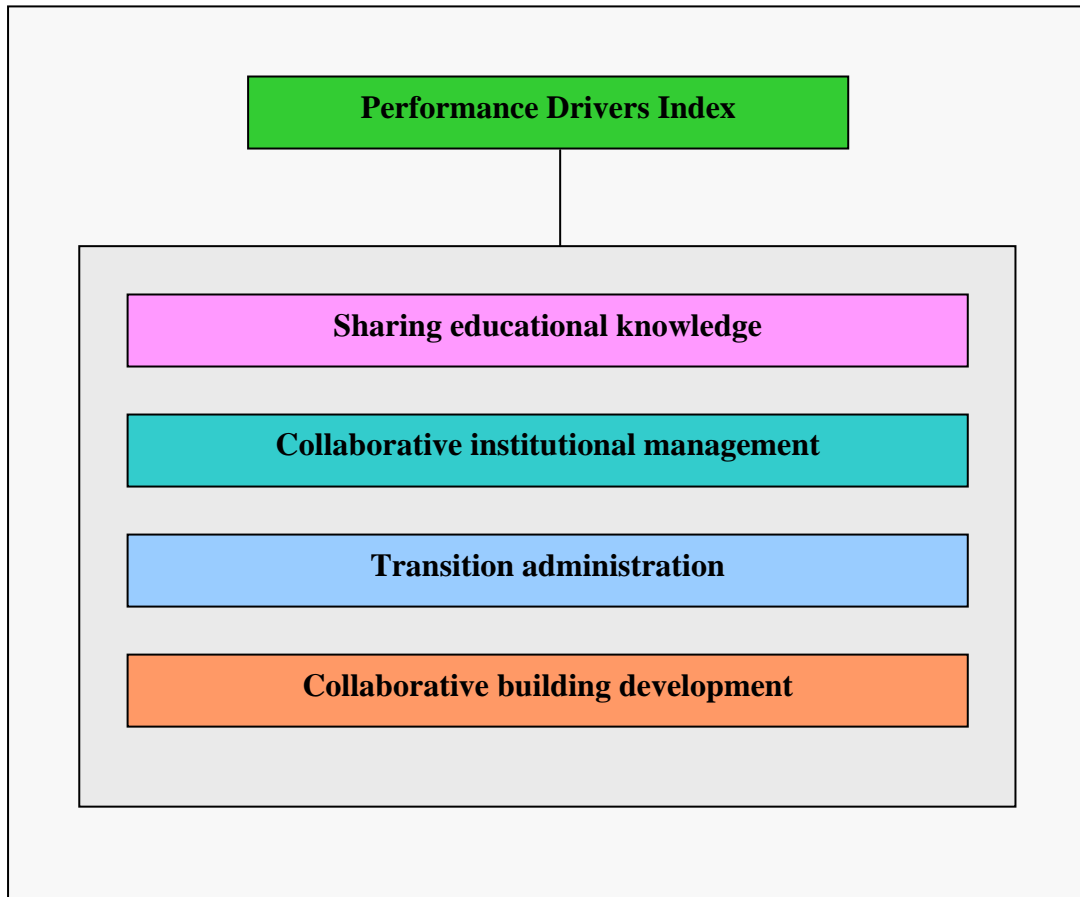 Performance Drivers Index
Sharing educational knowledge
Collaborative institutional management
Transition administration
Collaborative building development